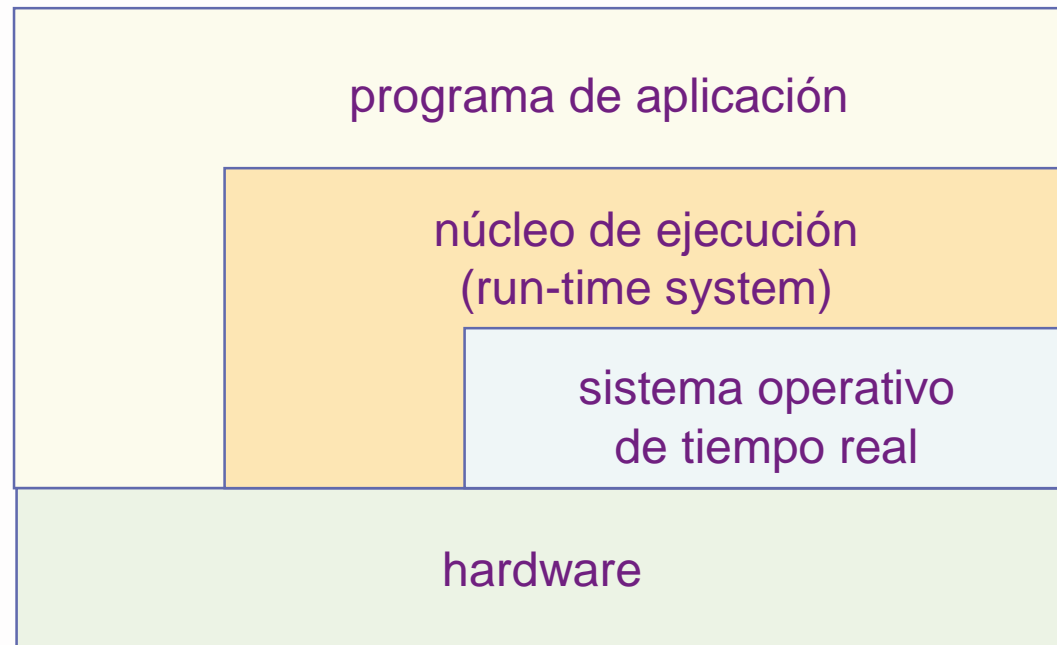 programa de aplicación
núcleo de ejecución
(run-time system)
sistema operativo
de tiempo real
hardware